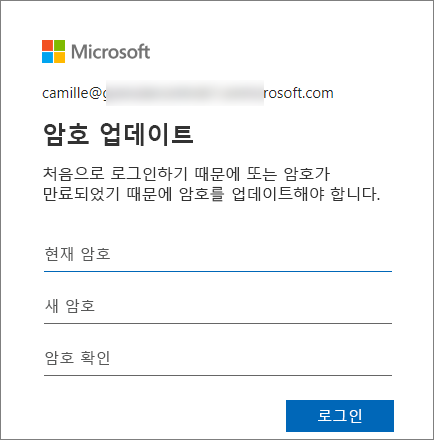 Microsoft
camille@g rosoft.com
암호 업데이트
처음으로 로그인하기 때문에 또는 암호가
만료되었기 때문에 암호를 업데이트해야 합니다.
현재 암호
새 암호
암호 확인
로그인